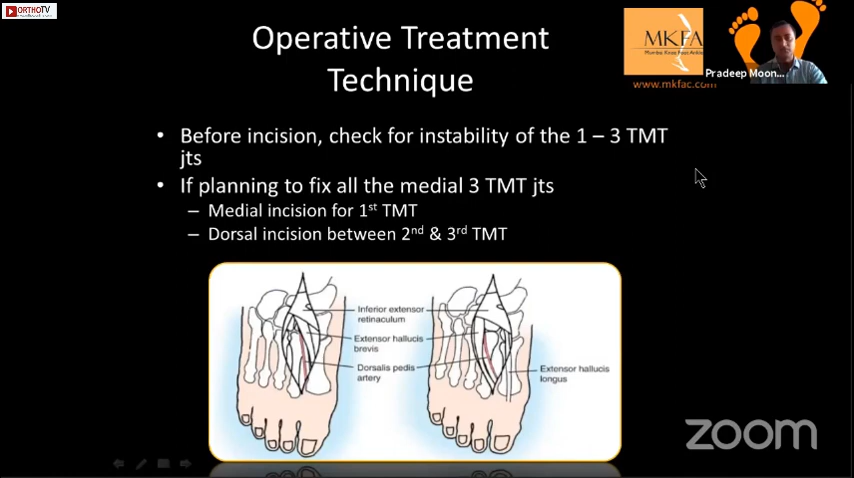 ORTHOTV
Operative Treatment
Technique
MKFA
Pradeep Moon...
www.mkfac.com
• Before incision, check for instability of the 1 – 3 TMT
jts
• If planning to fix all the medial 3 TMT jts
– Medial incision for 1st TMT
– Dorsal incision between 2nd & 3rd TMT
Inferior extensor
retinaculum
Extensor hallucis
brevis
Dorsalis pedis
artery
Extensor hallucis
longus
zoom